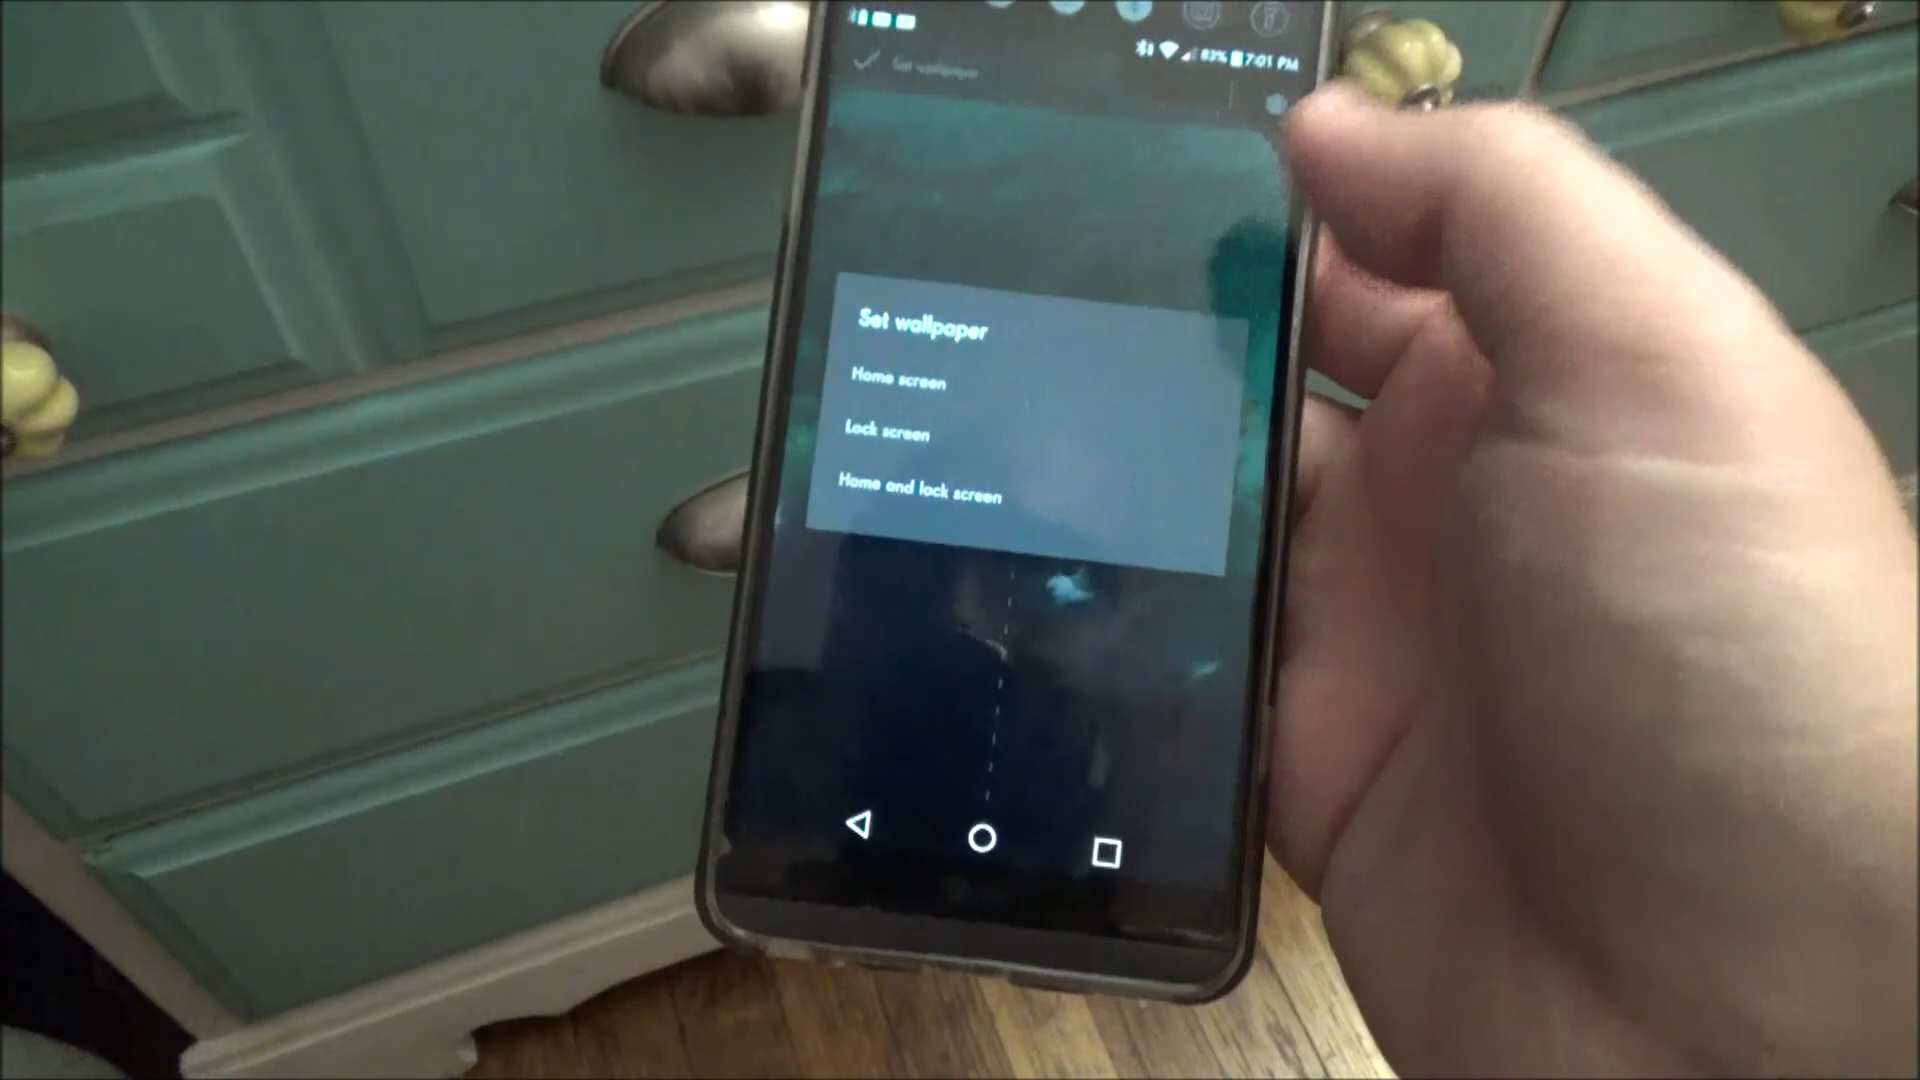 83% 7:01 PM
Set wallpaper
Set wallpaper
Home screen
Lock screen
Home and lock screen